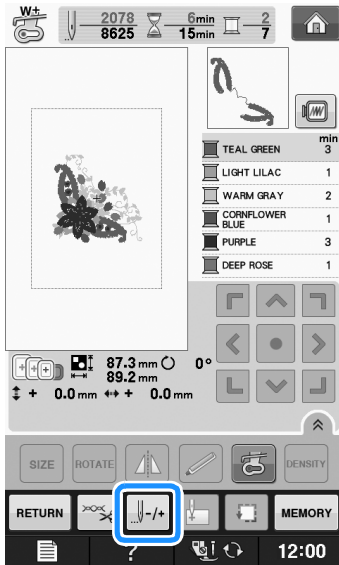 W+
2078 6min 2
8625 15min 7
min
TEAL GREEN 3
LIGHT LILAC 1
WARM GRAY 2
CORNFLOWER
BLUE 1
PURPLE 3
DEEP ROSE 1
87.3 mm 0°
89.2 mm
+ 0.0 mm + 0.0 mm
SIZE ROTATE DENSITY
RETURN -/+ MEMORY
? 12:00